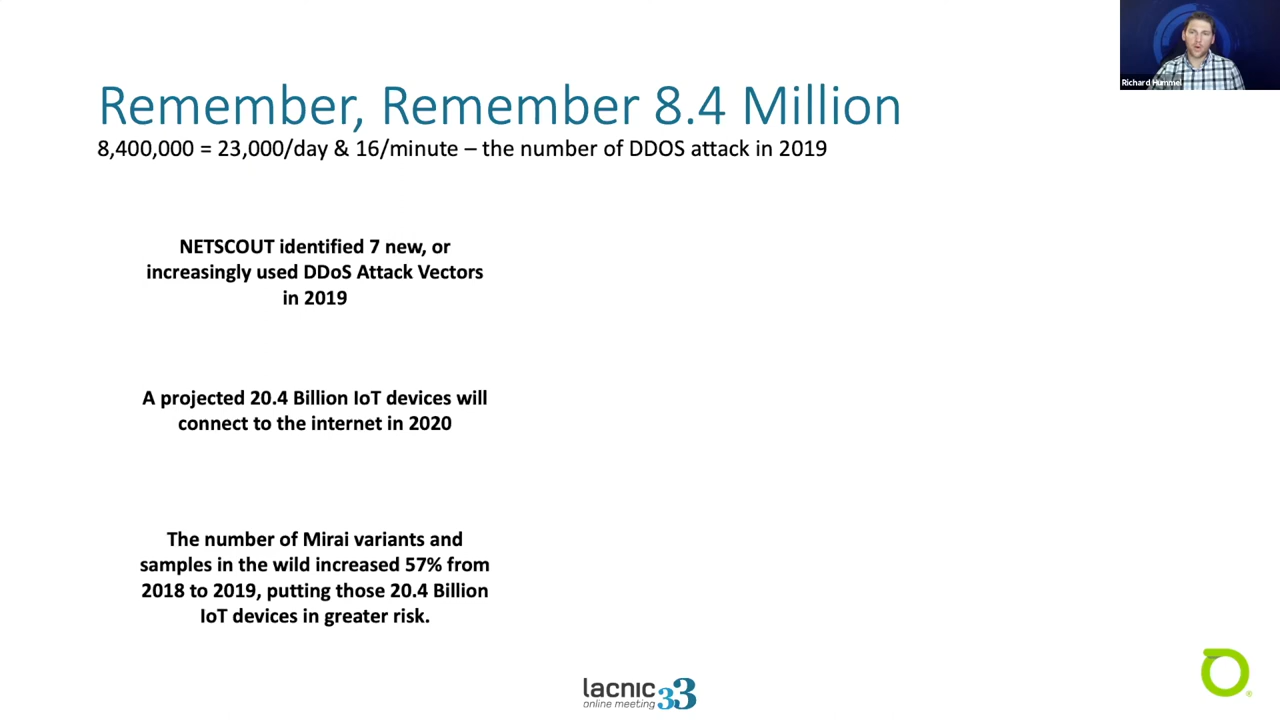 Richard Hummel
Remember, Remember 8.4 Million
8,400,000 = 23,000/day & 16/minute – the number of DDOS attack in 2019
NETSCOUT identified 7 new, or
increasingly used DDoS Attack Vectors
in 2019
A projected 20.4 Billion IoT devices will
connect to the internet in 2020
The number of Mirai variants and
samples in the wild increased 57% from
2018 to 2019, putting those 20.4 Billion
IoT devices in greater risk.
lacnic 33
online meeting
®